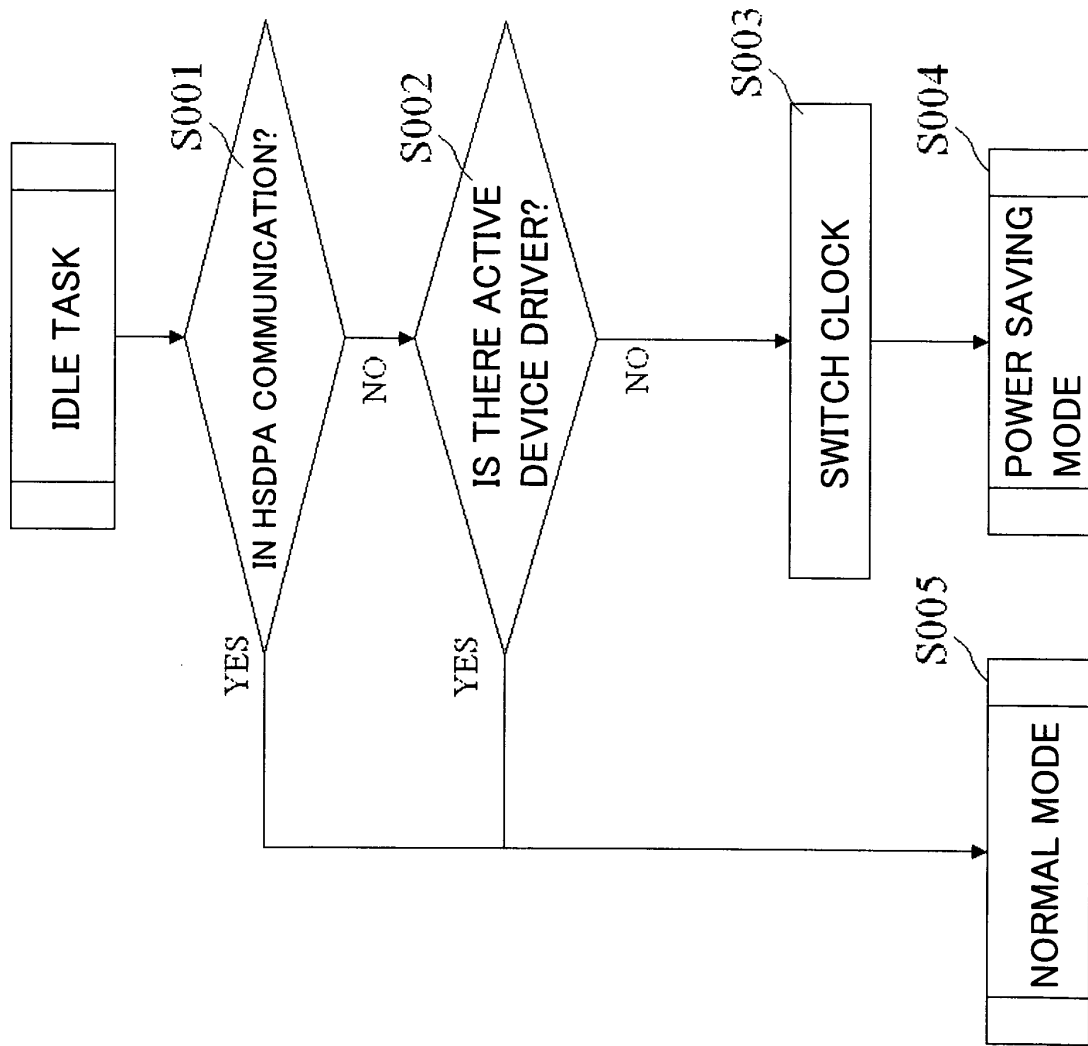 IDLE TASK
S001
IN HSDPA COMMUNICATION?
YES
NO
S002
IS THERE ACTIVE
DEVICE DRIVER?
YES
NO
S003
SWITCH CLOCK
S004
POWER SAVING
MODE
S005
NORMAL MODE